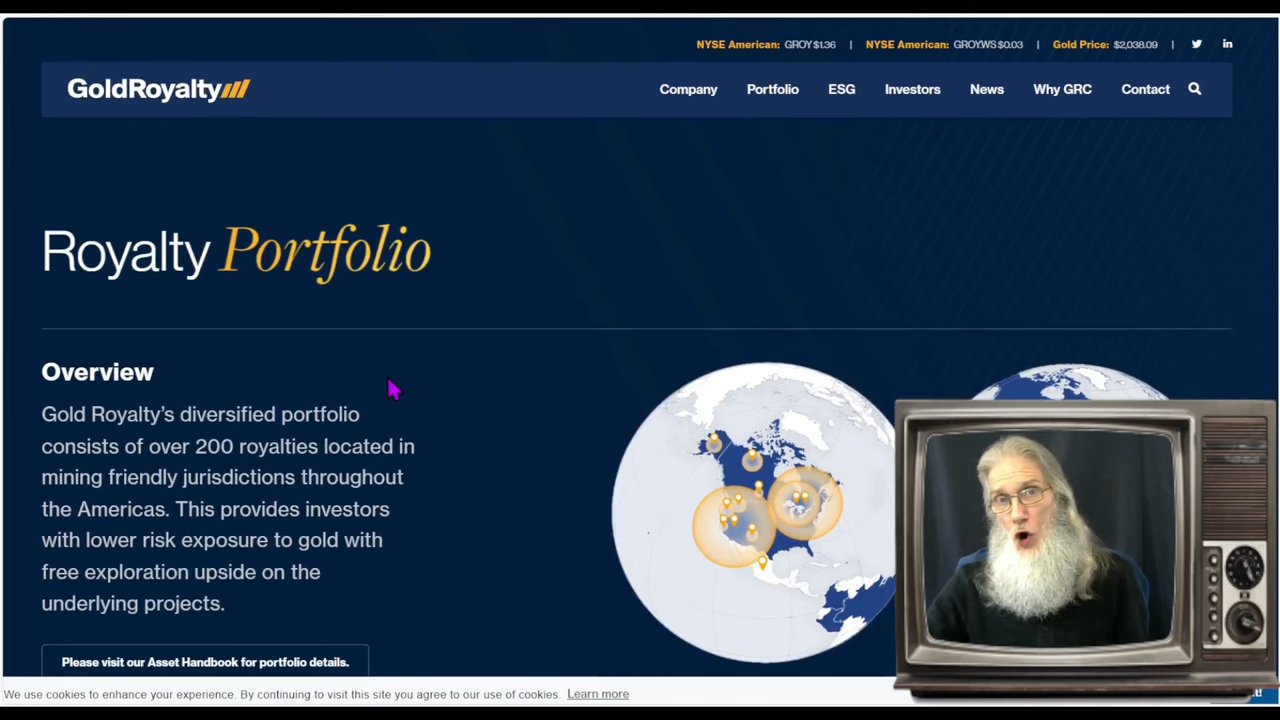 NYSE American: GROY $1.36 | NYSE American: GROY.WS $0.03 | Gold Price: $2,038.09 |
GoldRoyalty
Company Portfolio ESG Investors News Why GRC Contact
Royalty Portfolio
Overview
Gold Royalty's diversified portfolio
consists of over 200 royalties located in
mining friendly jurisdictions throughout
the Americas. This provides investors
with lower risk exposure to gold with
free exploration upside on the
underlying projects.
Please visit our Asset Handbook for portfolio details.
We use cookies to enhance your experience. By continuing to visit this site you agree to our use of cookies. Learn more